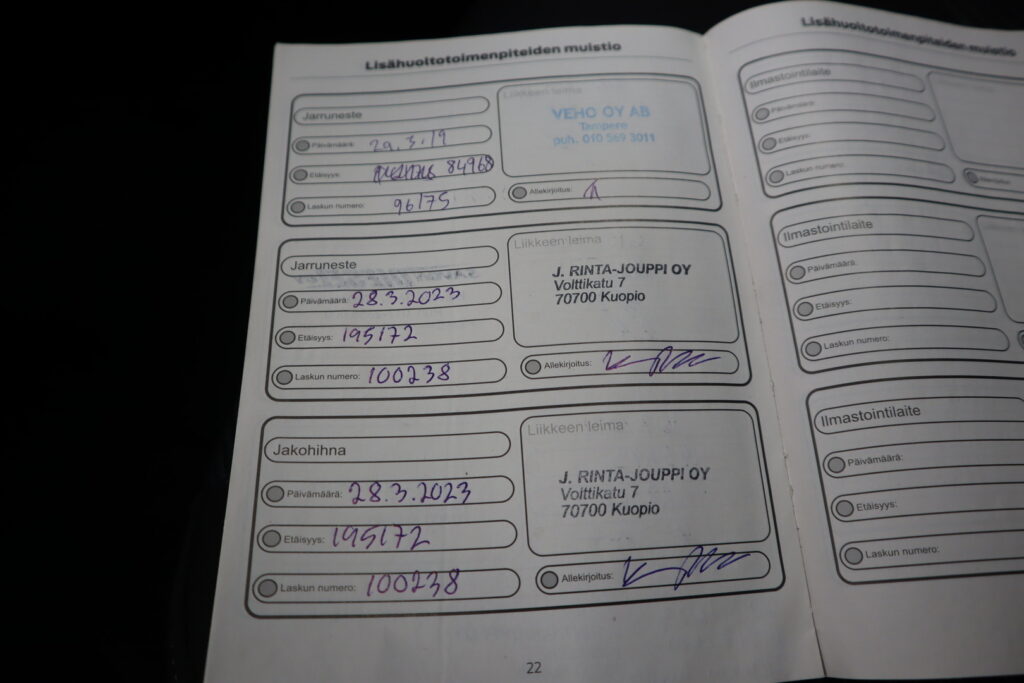 Lisähuoltotoimenpiteiden muistio
Jarruneste
Päivämäärä: 29.3.19
Etäisyys: 84968
Laskun numero: 96175
Liikkeen leima
VEHO OY AB
Tampere
puh. 010 569 3011
Allekirjoitus:
Jarruneste
Päivämäärä: 28.3.2023
Etäisyys: 195172
Laskun numero: 100238
Liikkeen leima
J. RINTA-JOUPPI OY
Volttikatu 7
70700 Kuopio
Allekirjoitus:
Jakohihna
Päivämäärä: 28.3.2023
Etäisyys: 195172
Laskun numero: 100238
Liikkeen leima
J. RINTA-JOUPPI OY
Volttikatu 7
70700 Kuopio
Allekirjoitus:
22
Lisähuoltotoimenpiteiden muistio
Ilmastointilaite
Päivämäärä:
Etäisyys:
Laskun numero:
Ilmastointilaite
Päivämäärä:
Etäisyys:
Laskun numero:
Ilmastointilaite
Päivämäärä:
Etäisyys:
Laskun numero: